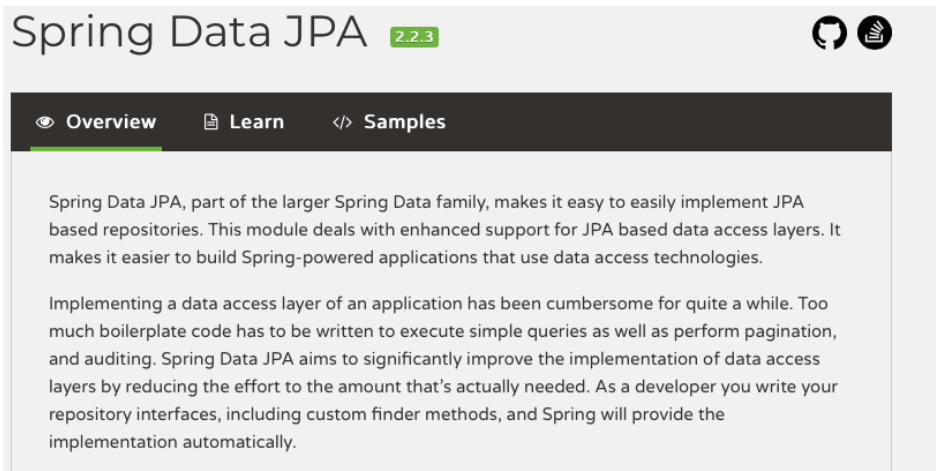 Spring Data JPA 2.2.3
Overview Learn </> Samples
Spring Data JPA, part of the larger Spring Data family, makes it easy to easily implement JPA
based repositories. This module deals with enhanced support for JPA based data access layers. It
makes it easier to build Spring-powered applications that use data access technologies.
Implementing a data access layer of an application has been cumbersome for quite a while. Too
much boilerplate code has to be written to execute simple queries as well as perform pagination,
and auditing. Spring Data JPA aims to significantly improve the implementation of data access
layers by reducing the effort to the amount that’s actually needed. As a developer you write your
repository interfaces, including custom finder methods, and Spring will provide the
implementation automatically.